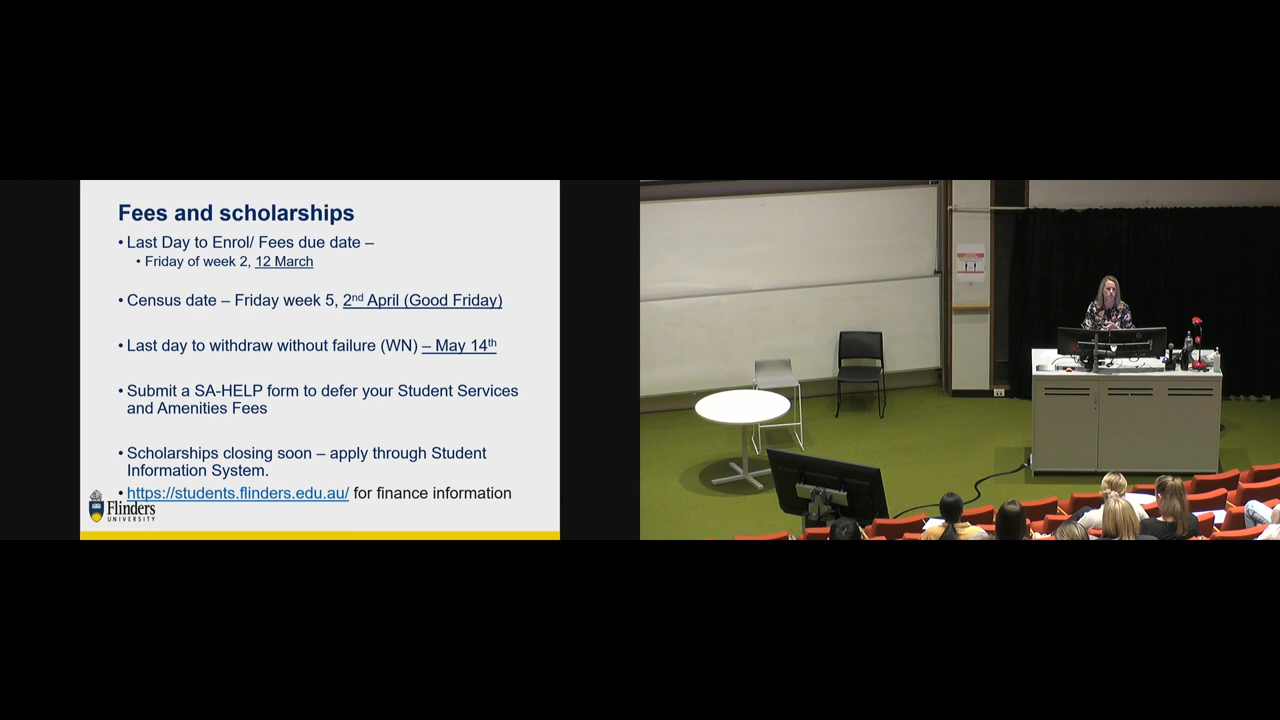 Fees and scholarships
• Last Day to Enrol/ Fees due date –
• Friday of week 2, 12 March
• Census date – Friday week 5, 2nd April (Good Friday)
• Last day to withdraw without failure (WN) – May 14th
• Submit a SA-HELP form to defer your Student Services
and Amenities Fees
• Scholarships closing soon – apply through Student
Information System.
• https://students.flinders.edu.au/ for finance information
Flinders
UNIVERSITY